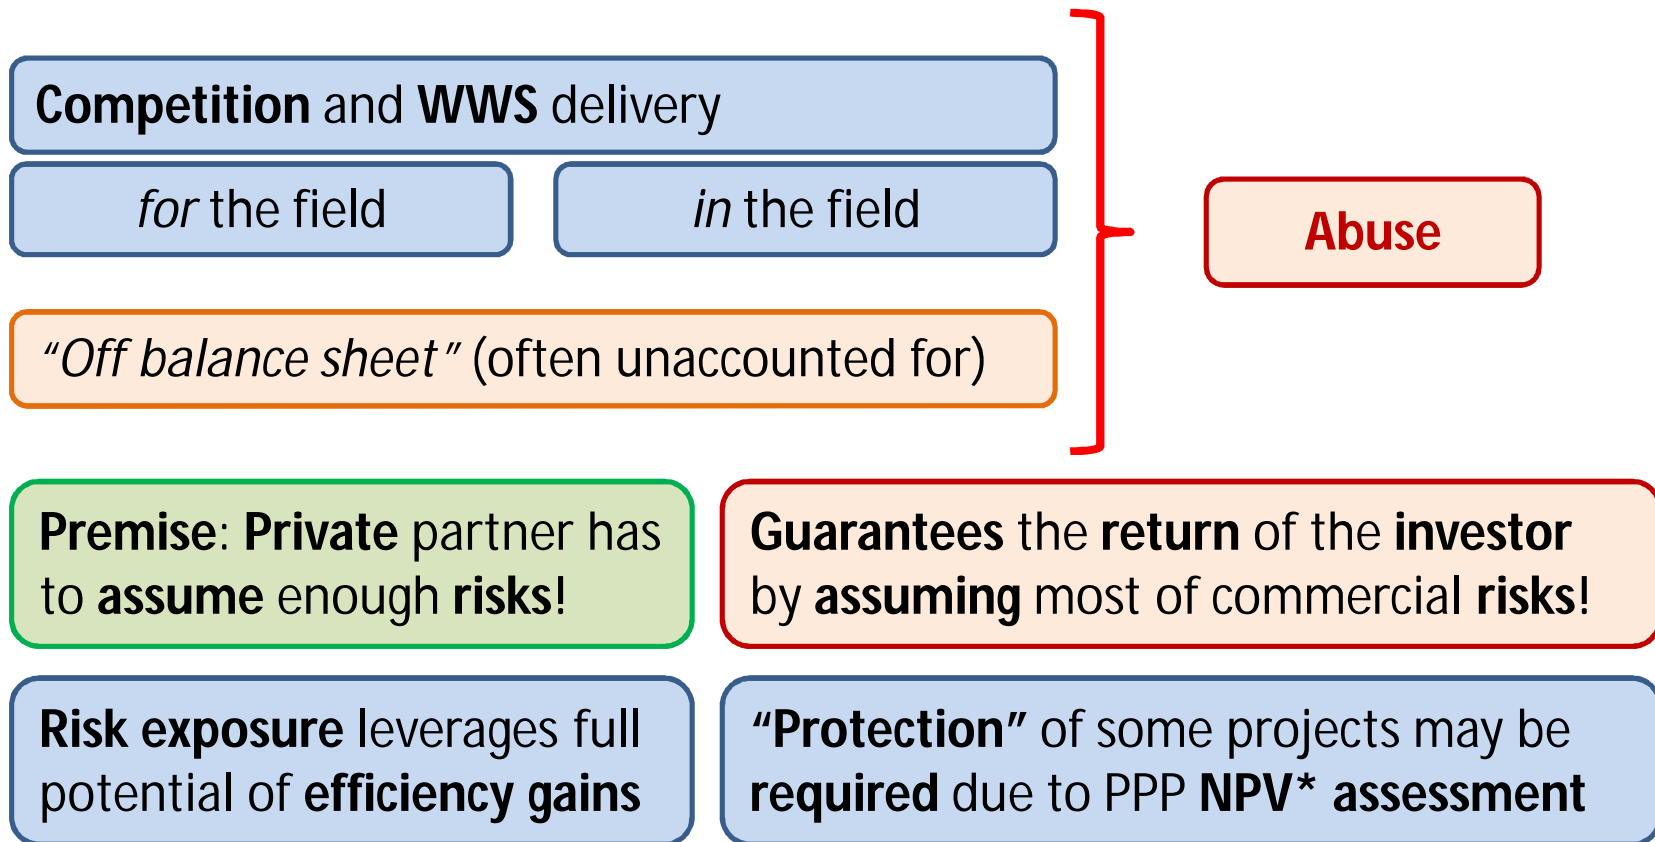 Competition and WWS delivery
for the field
in the field
Abuse
“Off balance sheet” (often unaccounted for)
Premise: Private partner has
to assume enough risks!
Guarantees the return of the investor
by assuming most of commercial risks!
Risk exposure leverages full
potential of efficiency gains
“Protection” of some projects may be
required due to PPP NPV* assessment